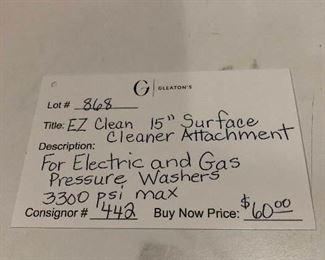 G | GLEATON'S
Lot # 868
Title: EZ Clean 15" Surface
Cleaner Attachment
Description:
For Electric and Gas
Pressure Washers
3300 psi max
Consignor # 442 Buy Now Price: $60.00